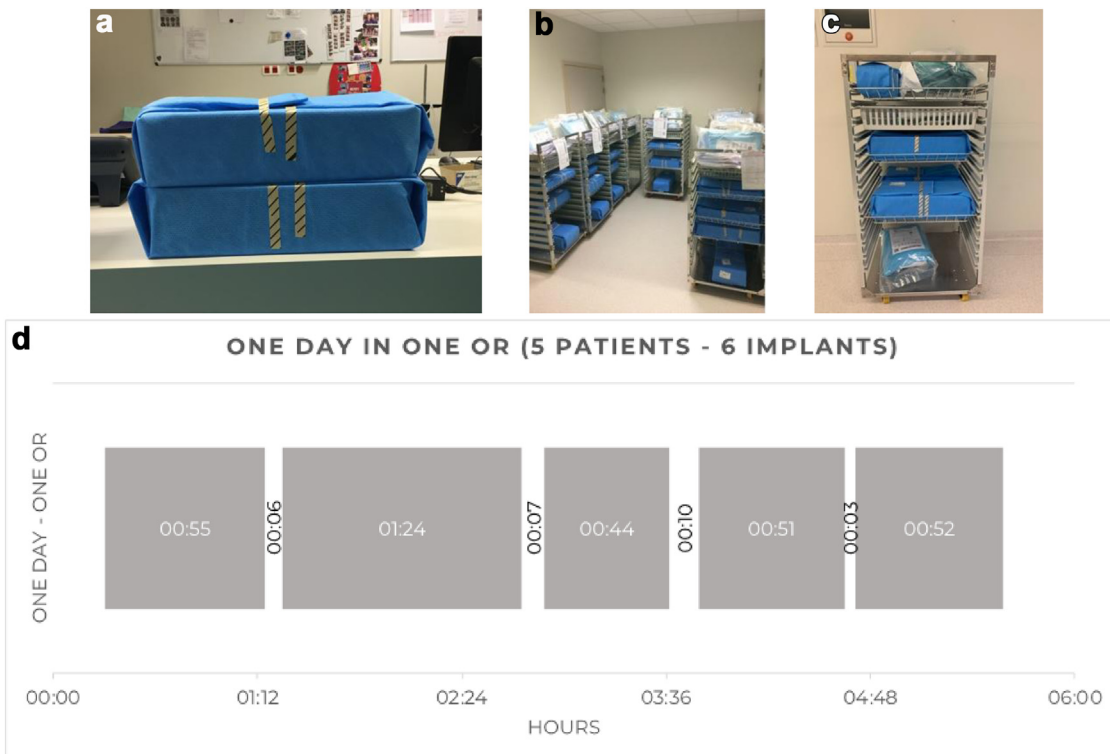 a
b
c
d
ONE DAY IN ONE OR (5 PATIENTS - 6 IMPLANTS)
ONE DAY - ONE OR
00:55
00:06
01:24
00:07
00:44
00:10
00:51
00:03
00:52
00:00
01:12
02:24
03:36
04:48
06:00
HOURS